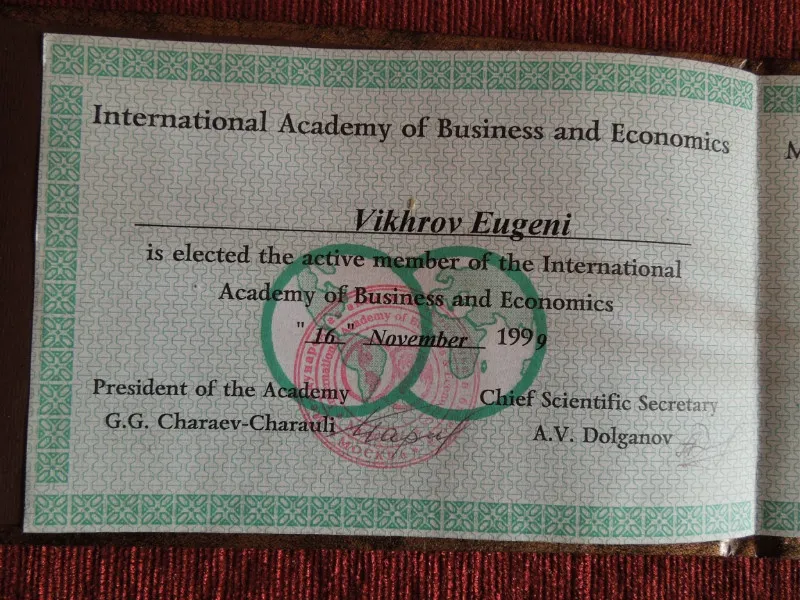 International Academy of Business and Economics
Vikhrov Eugeni
is elected the active member of the International
Academy of Business and Economics
"16" November 1999
President of the Academy
G.G. Charaev-Charauli
Chief Scientific Secretary
A.V. Dolganov
МОСКВА
M